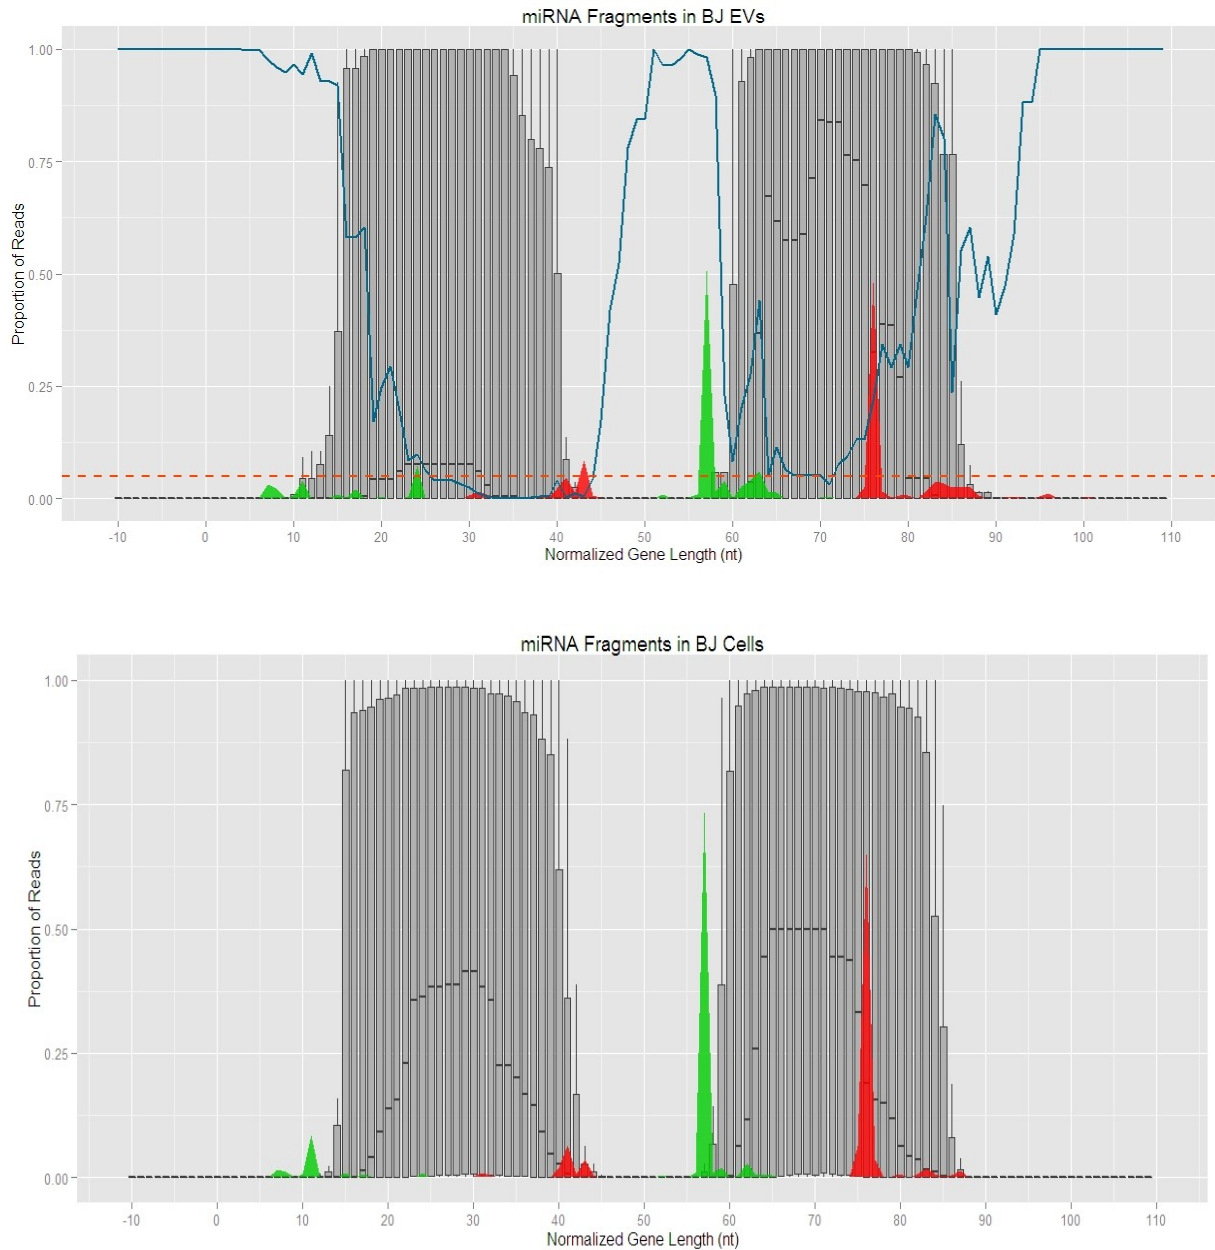 miRNA Fragments in BJ EVs
Proportion of Reads
1.00
0.75
0.50
0.25
0.00
-10 0 10 20 30 40 50 60 70 80 90 100 110
Normalized Gene Length (nt)
miRNA Fragments in BJ Cells
Proportion of Reads
1.00
0.75
0.50
0.25
0.00
-10 0 10 20 30 40 50 60 70 80 90 100 110
Normalized Gene Length (nt)